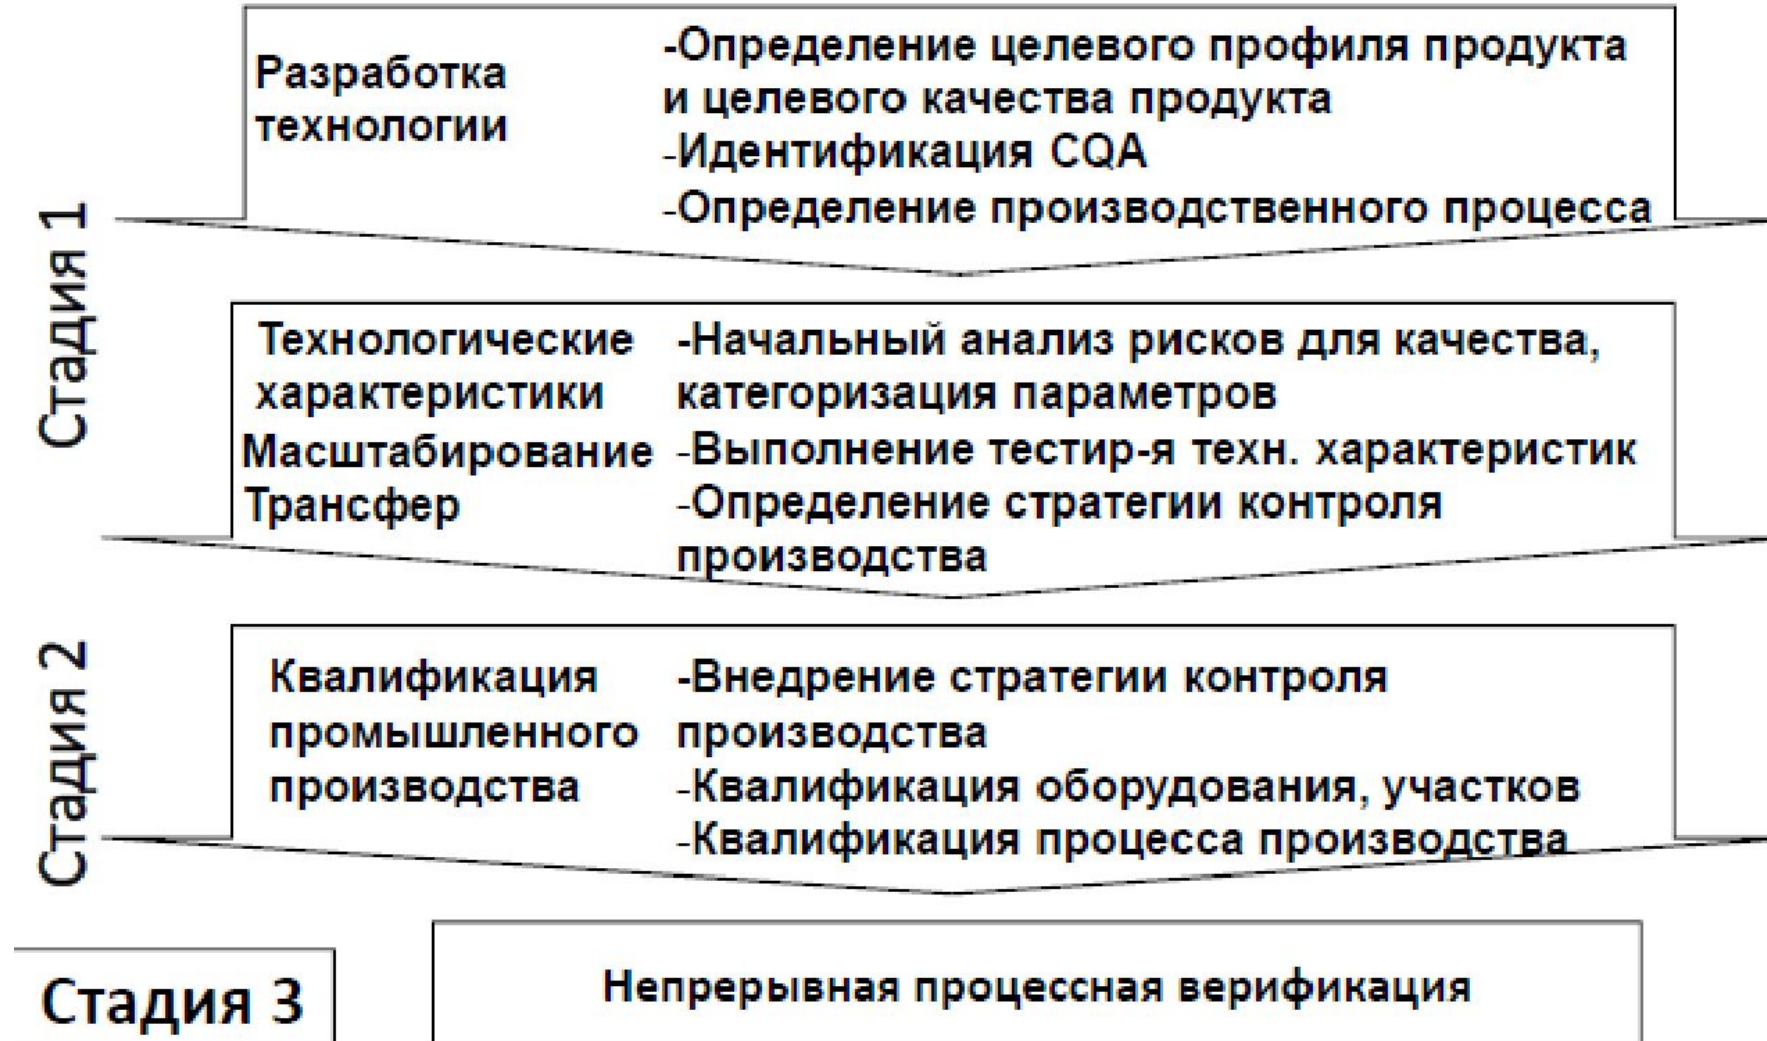 Стадия 1
Разработка
технологии
-Определение целевого профиля продукта
и целевого качества продукта
-Идентификация CQA
-Определение производственного процесса
Технологические
характеристики
Масштабирование
Трансфер
-Начальный анализ рисков для качества,
категоризация параметров
-Выполнение тестир-я техн. характеристик
-Определение стратегии контроля
производства
Стадия 2
Квалификация
промышленного
производства
-Внедрение стратегии контроля
производства
-Квалификация оборудования, участков
-Квалификация процесса производства
Стадия 3
Непрерывная процессная верификация